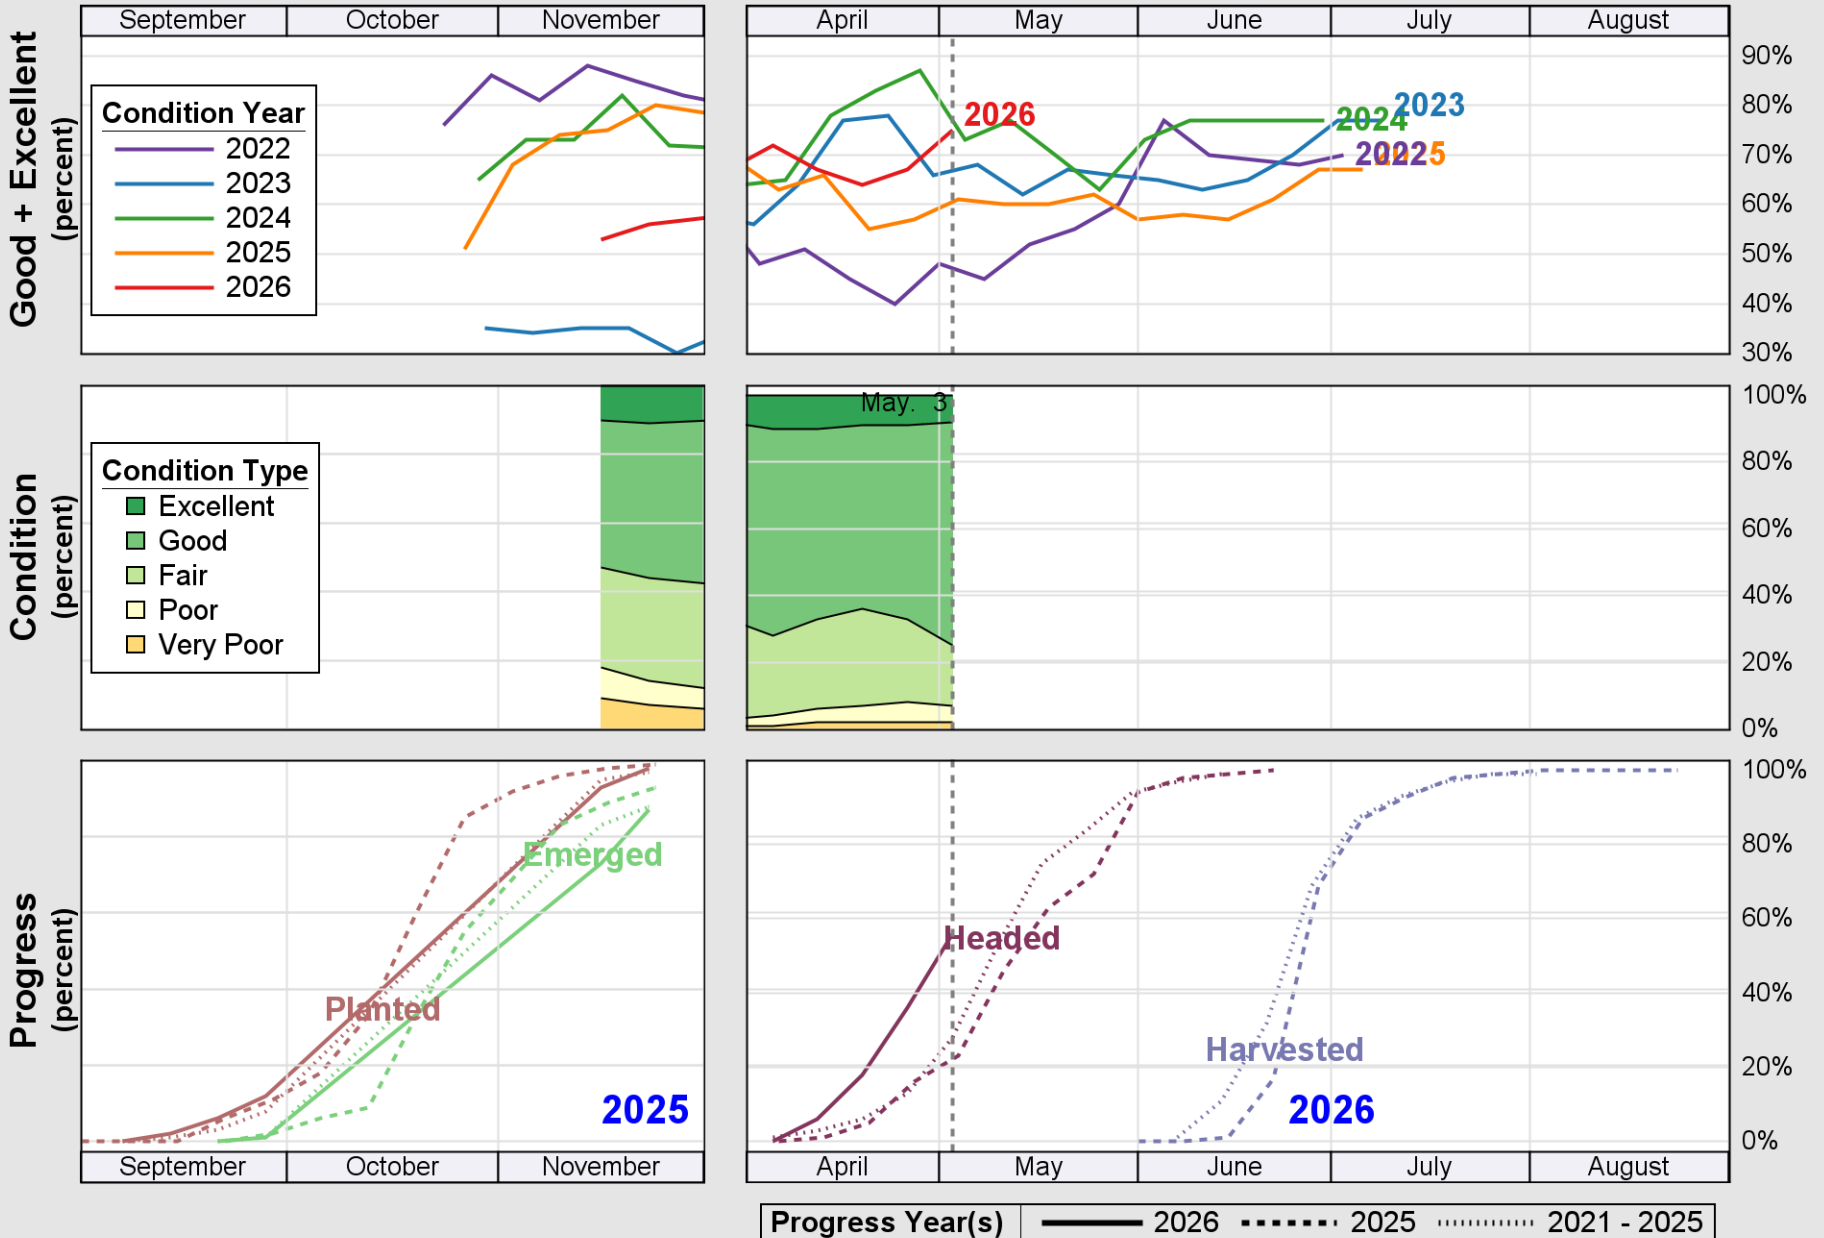 September October November April May June July August
Good + Excellent
(percent)
90%
80%
70%
60%
50%
40%
30%
Condition Year
2022
2023
2024
2025
2026
2026
2023
2024
2022
2025
Condition
(percent)
100%
80%
60%
40%
20%
0%
May. 3
Condition Type
Excellent
Good
Fair
Poor
Very Poor
Progress
(percent)
100%
80%
60%
40%
20%
0%
Emerged
Planted
Headed
Harvested
2025
2026
September October November April May June July August
Progress Year(s) 2026 2025 2021 - 2025